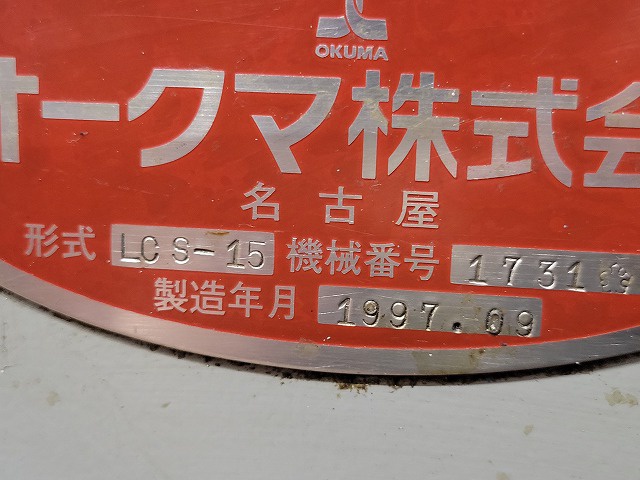 OKUMA
オークマ株式会
名古屋
形式 LCS-15 機械番号 1731
製造年月 1997.09